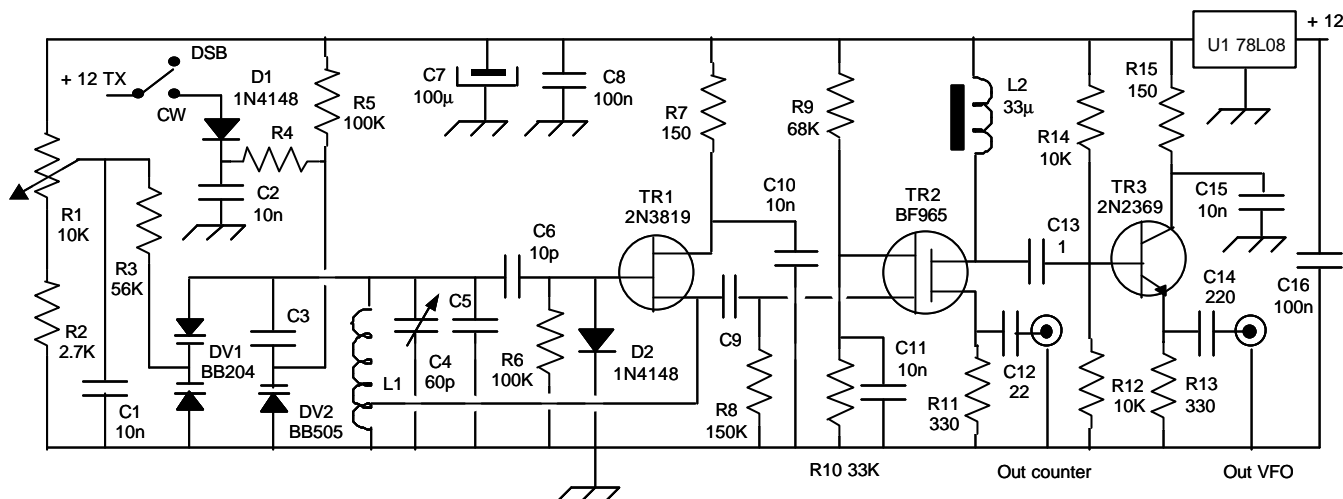 + 12
U1 78L08
DSB
+ 12 TX
CW
D1
1N4148
R5
100K
R4
C7
100µ
C8
100n
R7
150
R9
68K
L2
33µ
R14
10K
R15
150
C2
10n
R1
10K
R3
56K
R2
2.7K
C1
10n
DV1
BB204
C3
DV2
BB505
L1
C4
60p
C5
C6
10p
R6
100K
D2
1N4148
TR1
2N3819
C9
R8
150K
C10
10n
TR2
BF965
C11
10n
R10 33K
R11
330
C12
22
C13
1
TR3
2N2369
C15
10n
C14
220
C16
100n
R12
10K
R13
330
Out counter
Out VFO